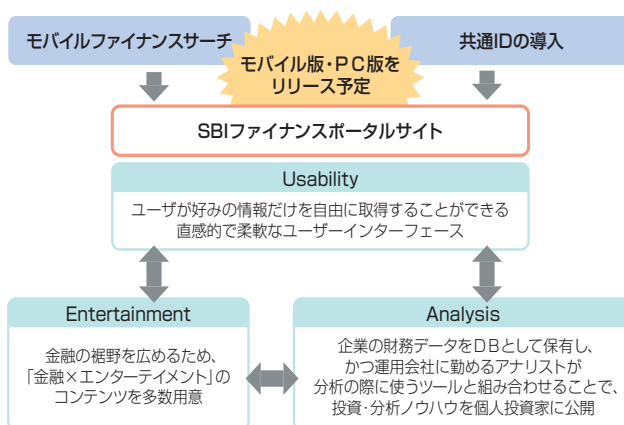 モバイルファイナンスサーチ
共通IDの導入
モバイル版・PC版を
リリース予定
SBIファイナンスポータルサイト
Usability
ユーザが好みの情報だけを自由に取得することができる
直感的で柔軟なユーザーインターフェース
Entertainment
金融の裾野を広めるため、
「金融×エンターテイメント」の
コンテンツを多数用意
Analysis
企業の財務データをDBとして保有し、
かつ運用会社に勤めるアナリストが
分析の際に使うツールと組み合わせることで、
投資・分析ノウハウを個人投資家に公開